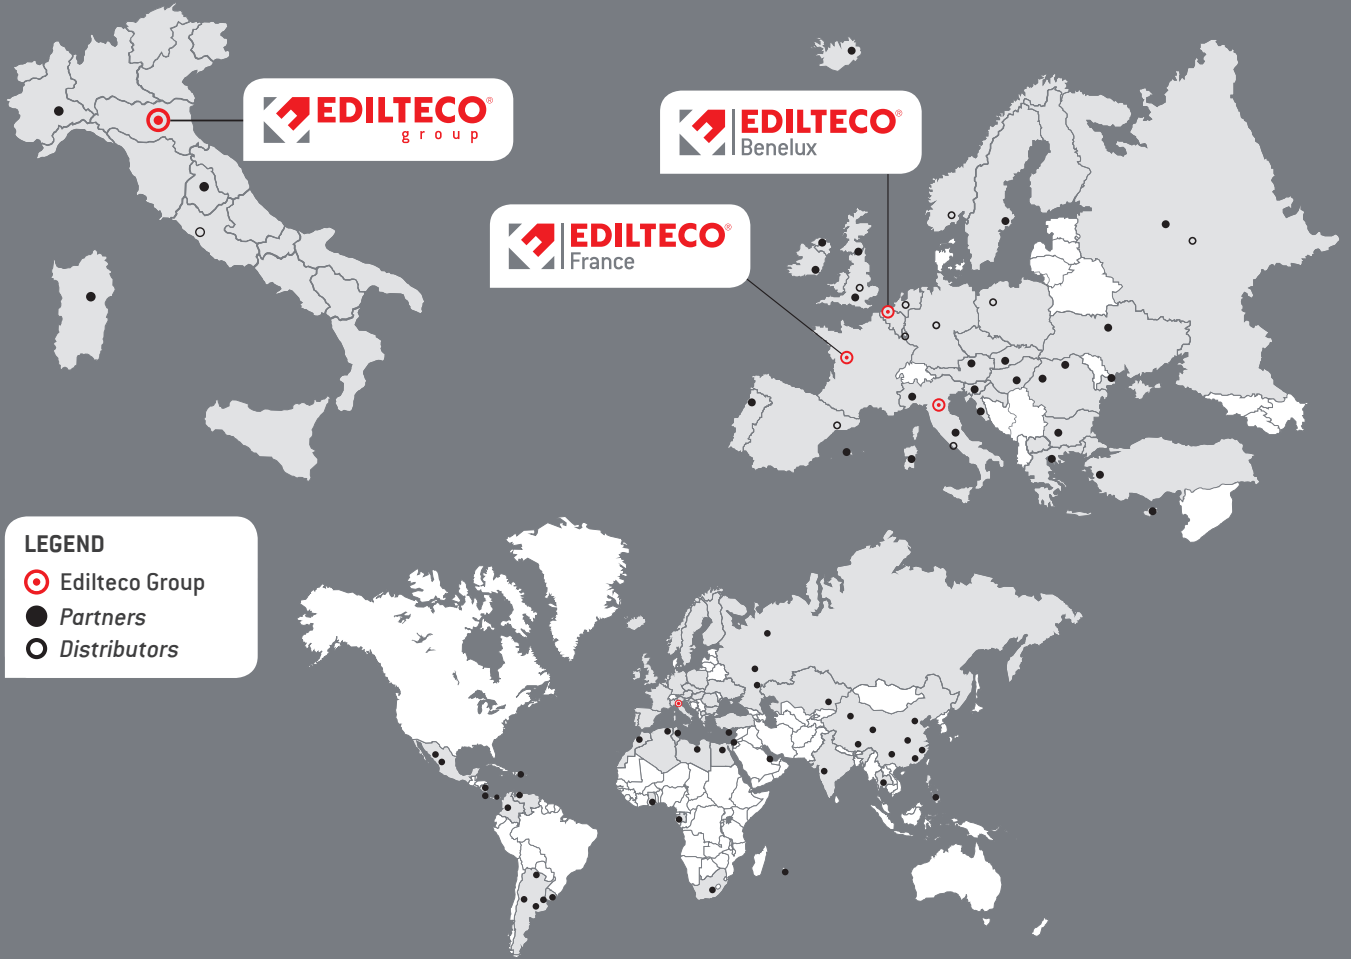 EDILTECO®
group
EDILTECO®
Benelux
EDILTECO®
France
LEGEND
Edilteco Group
Partners
Distributors